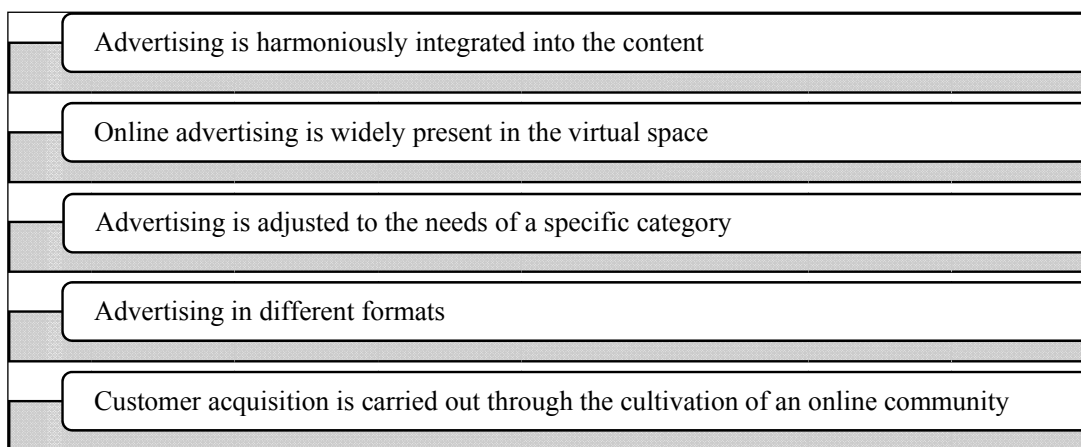 Advertising is harmoniously integrated into the content
Online advertising is widely present in the virtual space
Advertising is adjusted to the needs of a specific category
Advertising in different formats
Customer acquisition is carried out through the cultivation of an online community